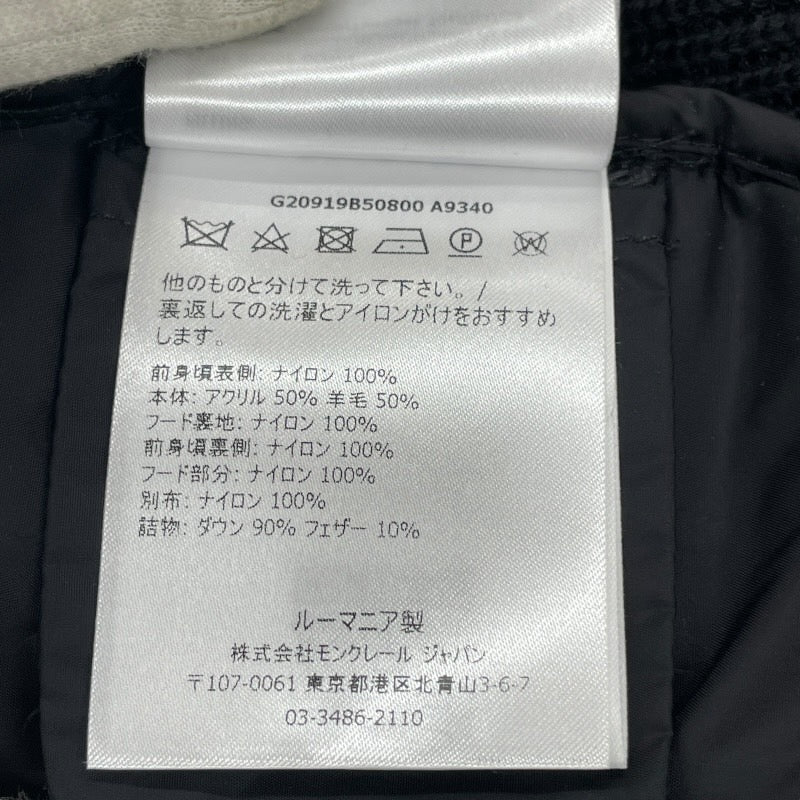 G20919B50800 A9340
P W
他のものと分けて洗って下さい。/
裏返しての洗濯とアイロンがけをおすすめ
します。
前身頃表側: ナイロン 100%
本体: アクリル 50% 羊毛 50%
フード裏地: ナイロン 100%
前身頃裏側: ナイロン 100%
フード部分: ナイロン 100%
別布: ナイロン 100%
詰物: ダウン 90% フェザー 10%
ルーマニア製
株式会社モンクレール ジャパン
〒107-0061 東京都港区北青山3-6-7
03-3486-2110